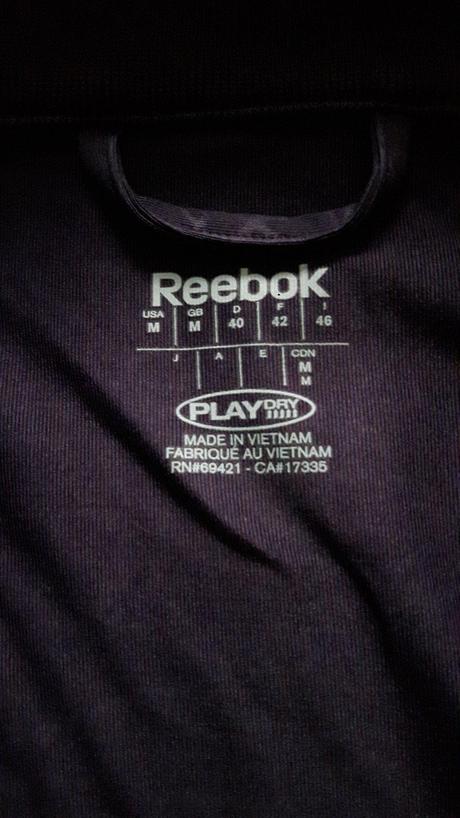 Reebok
USA GB D F I
M M 40 42 46
J A E CDN
M
M
PLAYDRY
MADE IN VIETNAM
FABRIQUÉ AU VIETNAM
RN#69421 - CA#17335